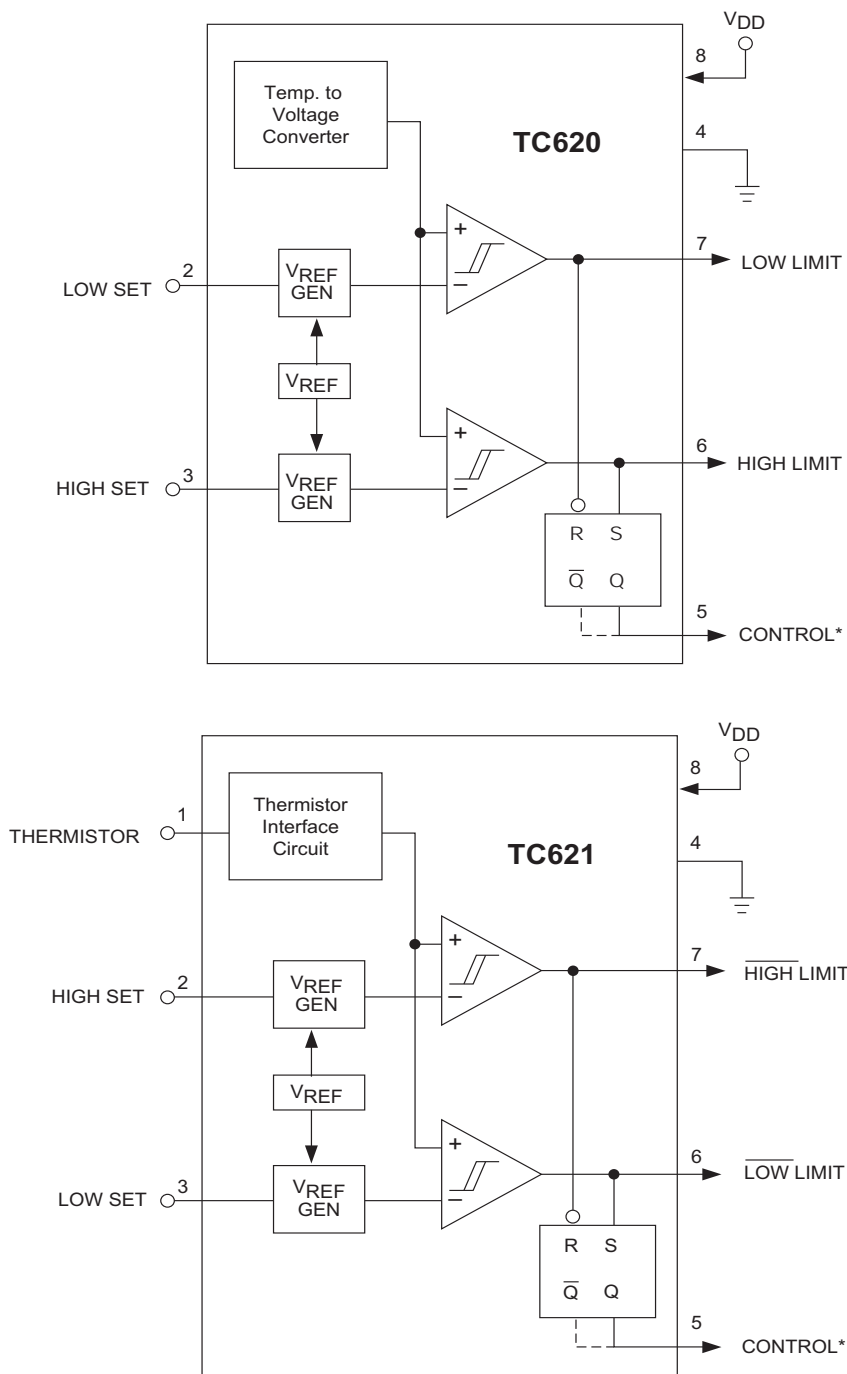 VDD
8
Temp. to
Voltage
Converter
TC620
4
+
7
LOW LIMIT
2
LOW SET
VREF
GEN
–
VREF
+
6
HIGH LIMIT
3
HIGH SET
VREF
GEN
–
R S
Q̅ Q
5
CONTROL*
VDD
8
1
THERMISTOR
Thermistor
Interface
Circuit
TC621
4
+
7
H̅I̅G̅H̅ LIMIT
2
HIGH SET
VREF
GEN
–
VREF
+
6
L̅O̅W̅ LIMIT
3
LOW SET
VREF
GEN
–
R S
Q̅ Q
5
CONTROL*